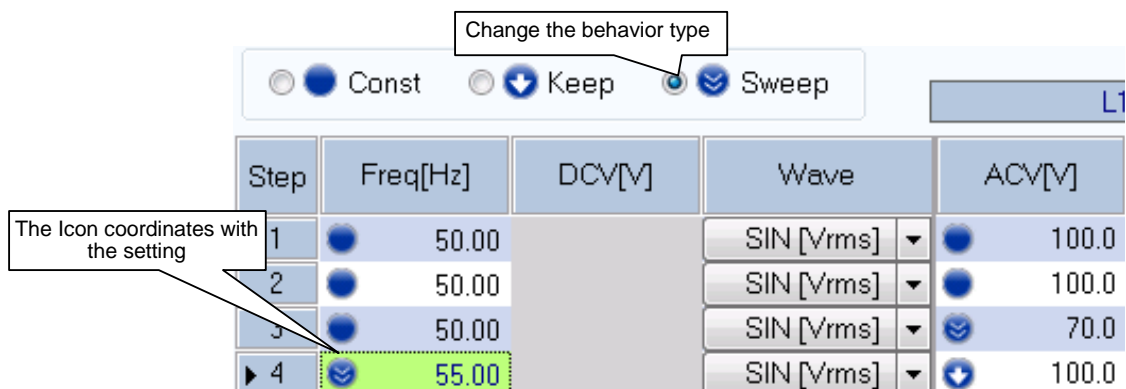 Change the behavior type
Const Keep Sweep
L1
Step Freq[Hz] DCV[V] Wave ACV[V]
The Icon coordinates with
the setting
1 50.00 SIN [Vrms] 100.0
2 50.00 SIN [Vrms] 100.0
3 50.00 SIN [Vrms] 70.0
4 55.00 SIN [Vrms] 100.0